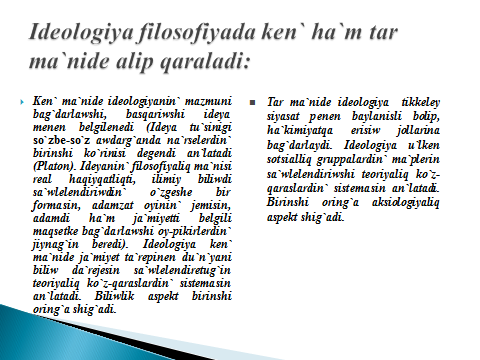 Ideologiya filosofiyada ken` ha`m tar
ma`nide alip qaraladi:
Ken` ma`nide ideologiyanin` mazmuni
bag`darlawshi, basqariwshi ideya
menen belgilenedi (Ideya tu`sinigi
so`zbe-so`z awdarg`anda na`rselerdin`
birinshi ko`rinisi degendi an`latadi
(Platon). Ideyanin` filosofiyaliq ma`nisi
real haqiyqatliqti, ilimiy biliwdi
sa`wlelendiriwdin` o`zgeshe bir
formasin, adamzat oyinin` jemisin,
adamdi ha`m ja`miyetti belgili
maqsetke bag`darlawshi oy-pikirlerdin`
jiynag`in beredi). Ideologiya ken`
ma`nide ja`miyet ta`repinen du`n`yani
biliw da`rejesin sa`wlelendiretug`in
teoriyaliq ko`z-qaraslardin` sistemasin
an`latadi. Biliwlik aspekt birinshi
oring`a shig`adi.
Tar ma`nide ideologiya tikkeley
siyasat penen baylanisli bolip,
ha`kimiyatqa erisiw jollarina
bag`darlaydi. Ideologiya u`lken
sotsialliq gruppalardin` ma`plerin
sa`wlelendiriwshi teoriyaliq ko`z-
qaraslardin` sistemasin an`latadi.
Birinshi oring`a aksiologiyaliq
aspekt shig`adi.